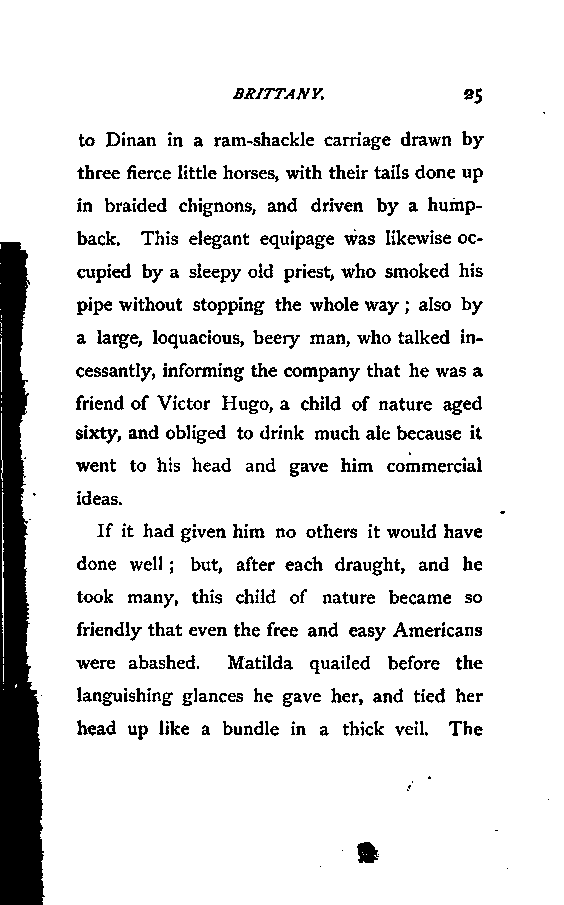 BRITTANY. 25
to Dinan in a ram-shackle carriage drawn by
three fierce little horses, with their tails done up
in braided chignons, and driven by a hump-
back. This elegant equipage was likewise oc-
cupied by a sleepy old priest, who smoked his
pipe without stopping the whole way ; also by
a large, loquacious, beery man, who talked in-
cessantly, informing the company that he was a
friend of Victor Hugo, a child of nature aged
sixty, and obliged to drink much ale because it
went to his head and gave him commercial
ideas.
If it had given him no others it would have
done well ; but, after each draught, and he
took many, this child of nature became so
friendly that even the free and easy Americans
were abashed. Matilda quailed before the
languishing glances he gave her, and tied her
head up like a bundle in a thick veil. The